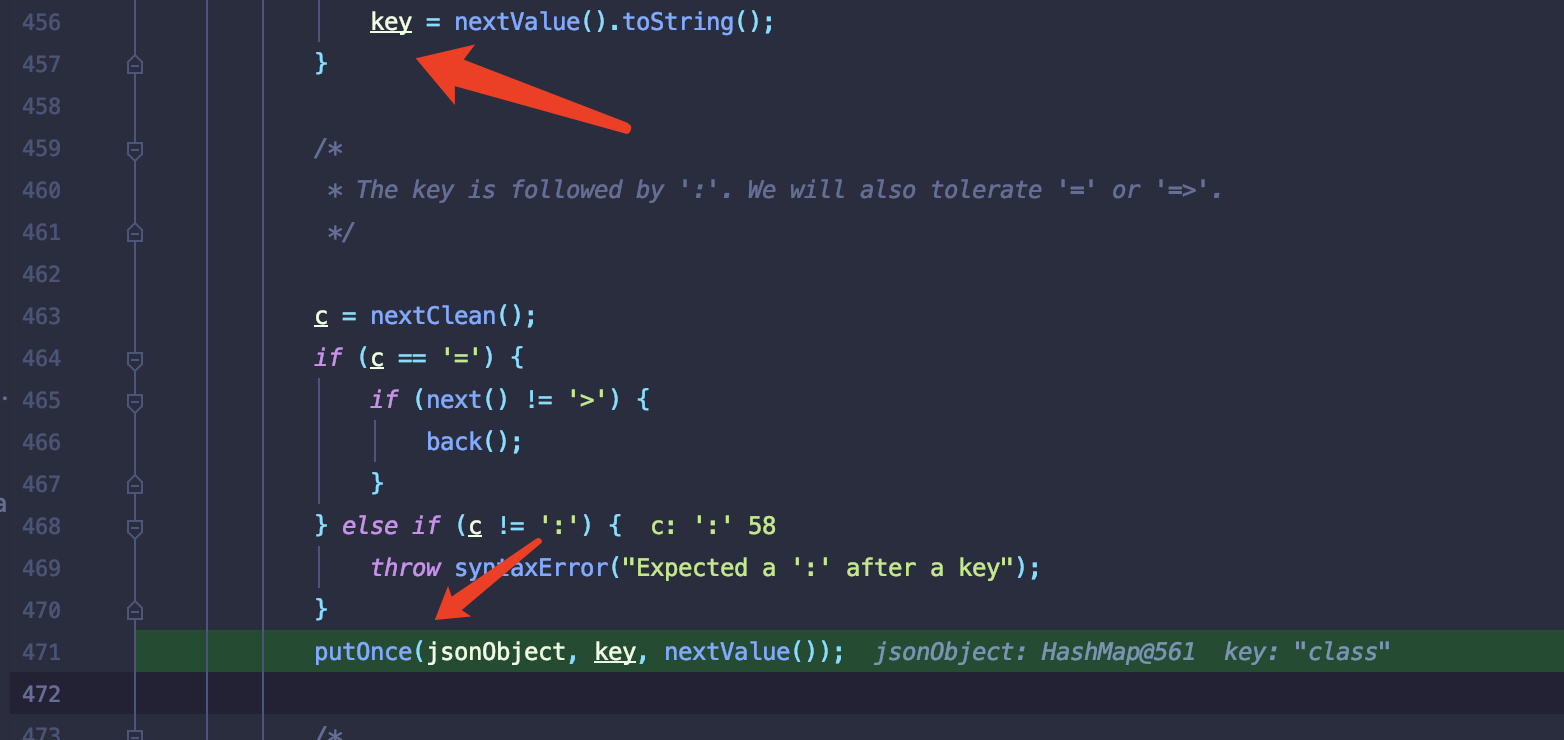 456 key = nextValue().toString();
457 }
458
459 /*
460 * The key is followed by ':'. We will also tolerate '=' or '=>'.
461 */
462
463 c = nextClean();
464 if (c == '=') {
465 if (next() != '>') {
466 back();
467 }
468 } else if (c != ':') { c: ':' 58
469 throw syntaxError("Expected a ':' after a key");
470 }
471 putOnce(jsonObject, key, nextValue()); jsonObject: HashMap@561 key: "class"
472
473 /*
a